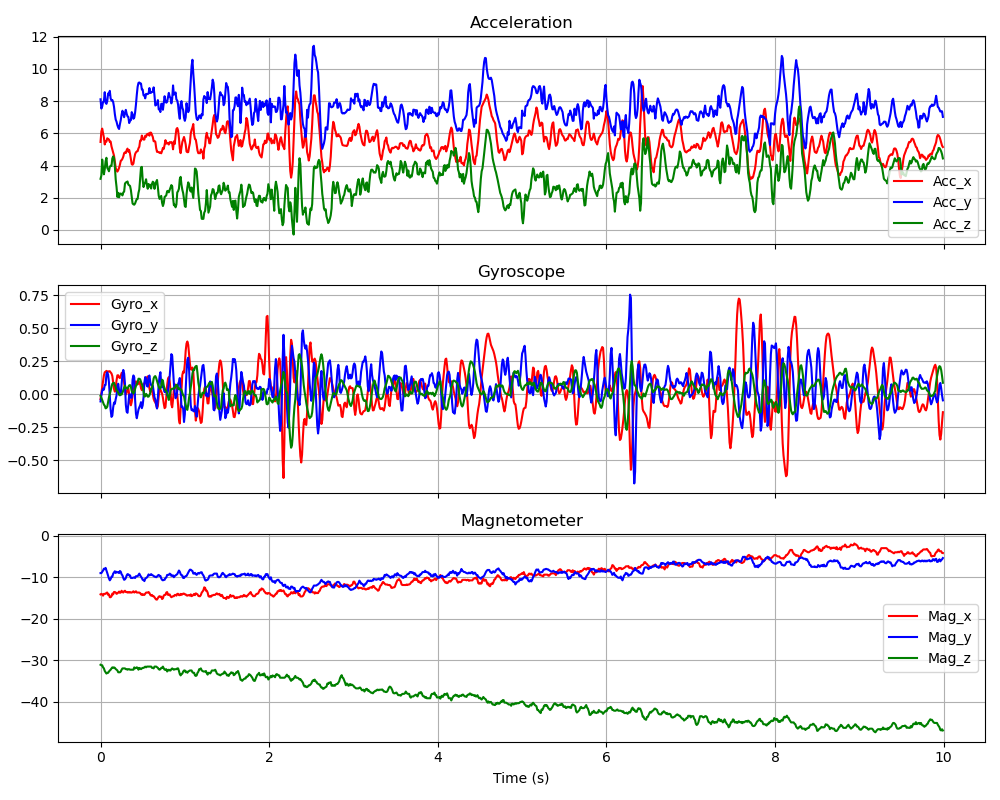 Acceleration
12
10
8
6
4
2
0
Acc_x
Acc_y
Acc_z
Gyroscope
0.75
0.50
0.25
0.00
−0.25
−0.50
Gyro_x
Gyro_y
Gyro_z
Magnetometer
0
−10
−20
−30
−40
Mag_x
Mag_y
Mag_z
0 2 4 6 8 10
Time (s)